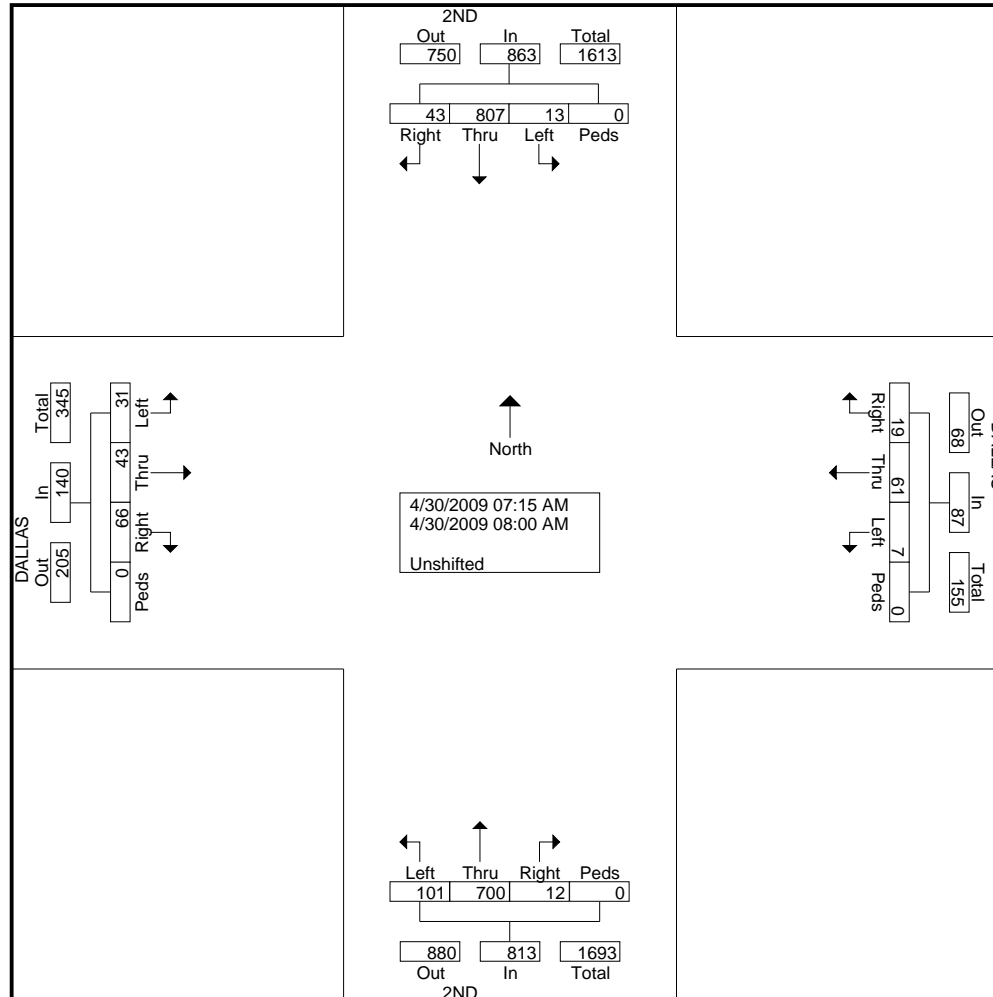 2ND
Out In Total
750 863 1613
43 807 13 0
Right Thru Left Peds
Total 345
In 140
Out 205
DALLAS
Left 31
Thru 43
Right 66
Peds 0
North
4/30/2009 07:15 AM
4/30/2009 08:00 AM
Unshifted
Right 19
Thru 61
Left 7
Peds 0
Out 68
In 87
Total 155
Left Thru Right Peds
101 700 12 0
880 813 1693
Out In Total
2ND